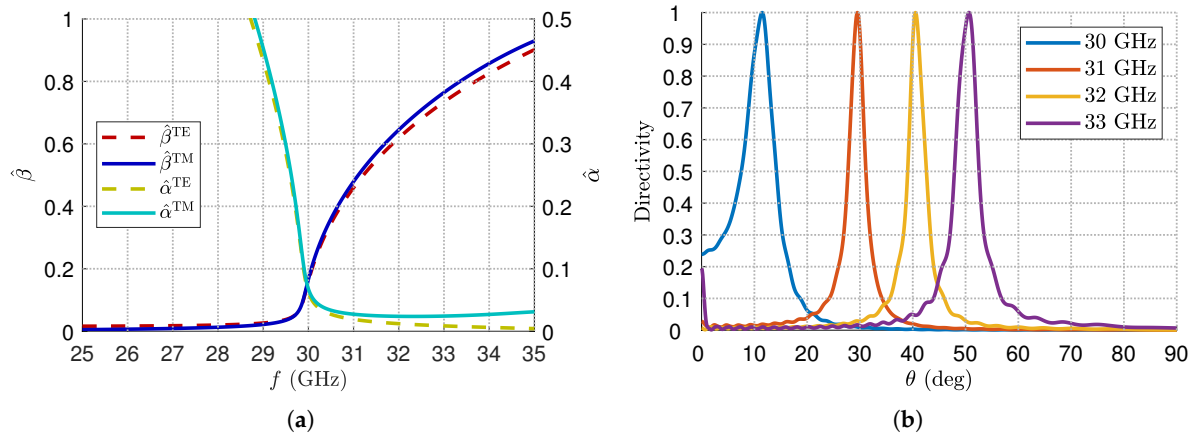 1
0.8
0.6
0.4
0.2
0
β̂
β̂^TE
β̂^TM
α̂^TE
α̂^TM
0.5
0.4
0.3
0.2
0.1
0
α̂
25 26 27 28 29 30 31 32 33 34 35
f (GHz)
(a)
1
0.9
0.8
0.7
0.6
0.5
0.4
0.3
0.2
0.1
0
Directivity
30 GHz
31 GHz
32 GHz
33 GHz
0 10 20 30 40 50 60 70 80 90
θ (deg)
(b)